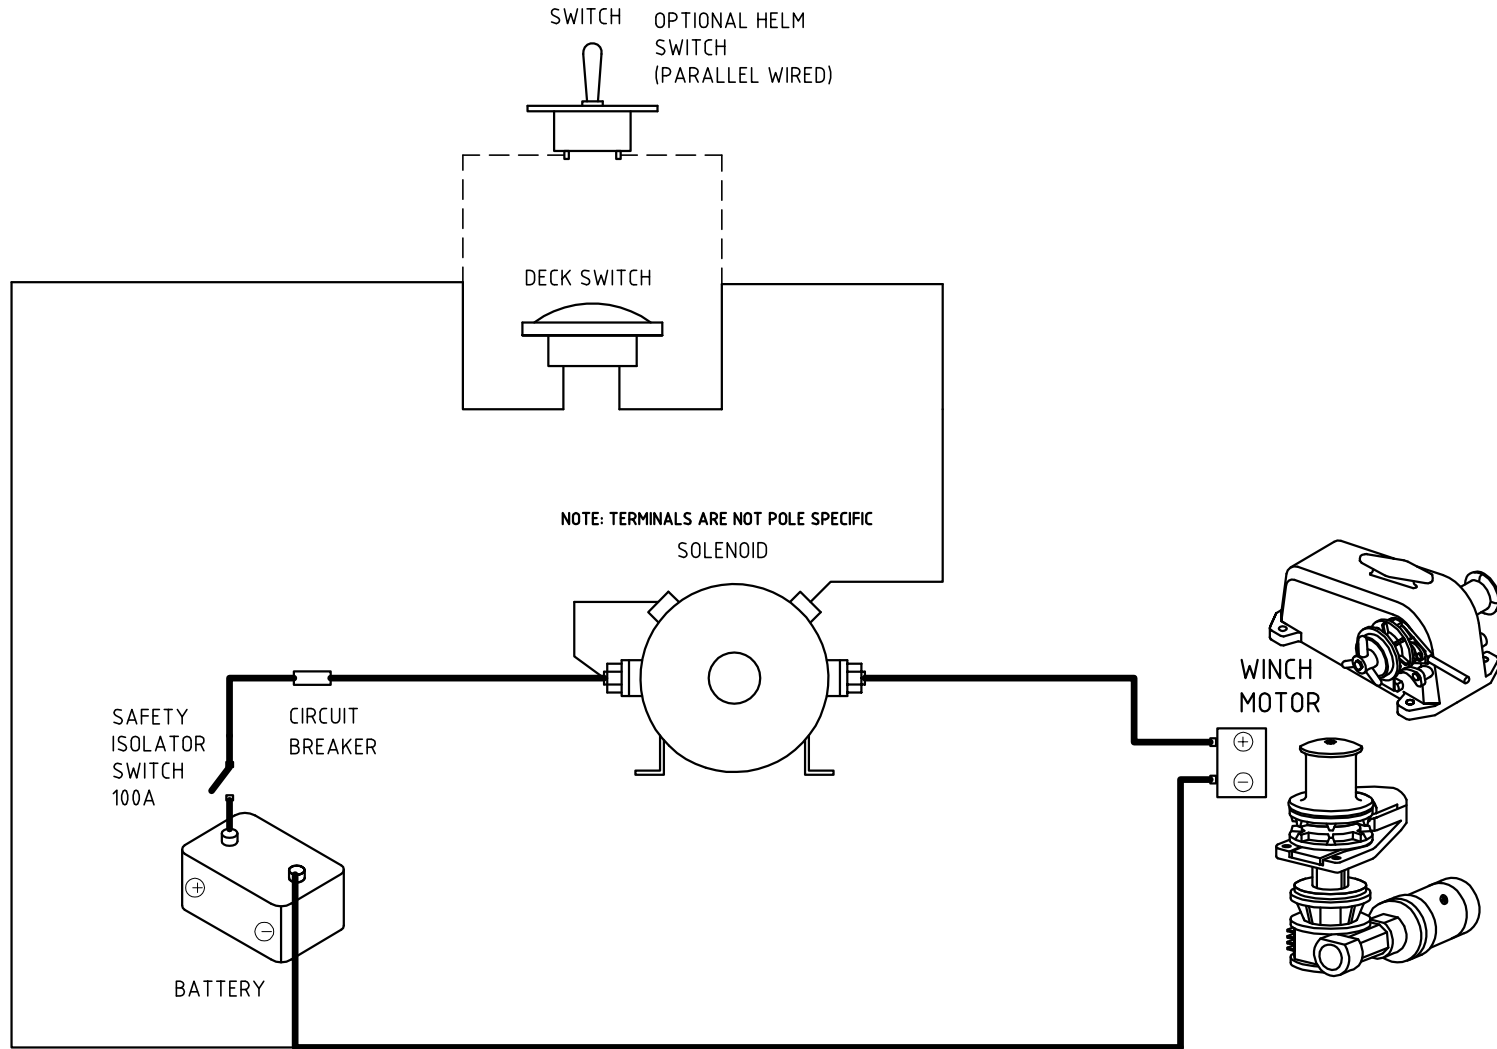 SWITCH
OPTIONAL HELM
SWITCH
(PARALLEL WIRED)
DECK SWITCH
NOTE: TERMINALS ARE NOT POLE SPECIFIC
SOLENOID
WINCH
MOTOR
SAFETY
ISOLATOR
SWITCH
100A
CIRCUIT
BREAKER
+
-
+
-
BATTERY